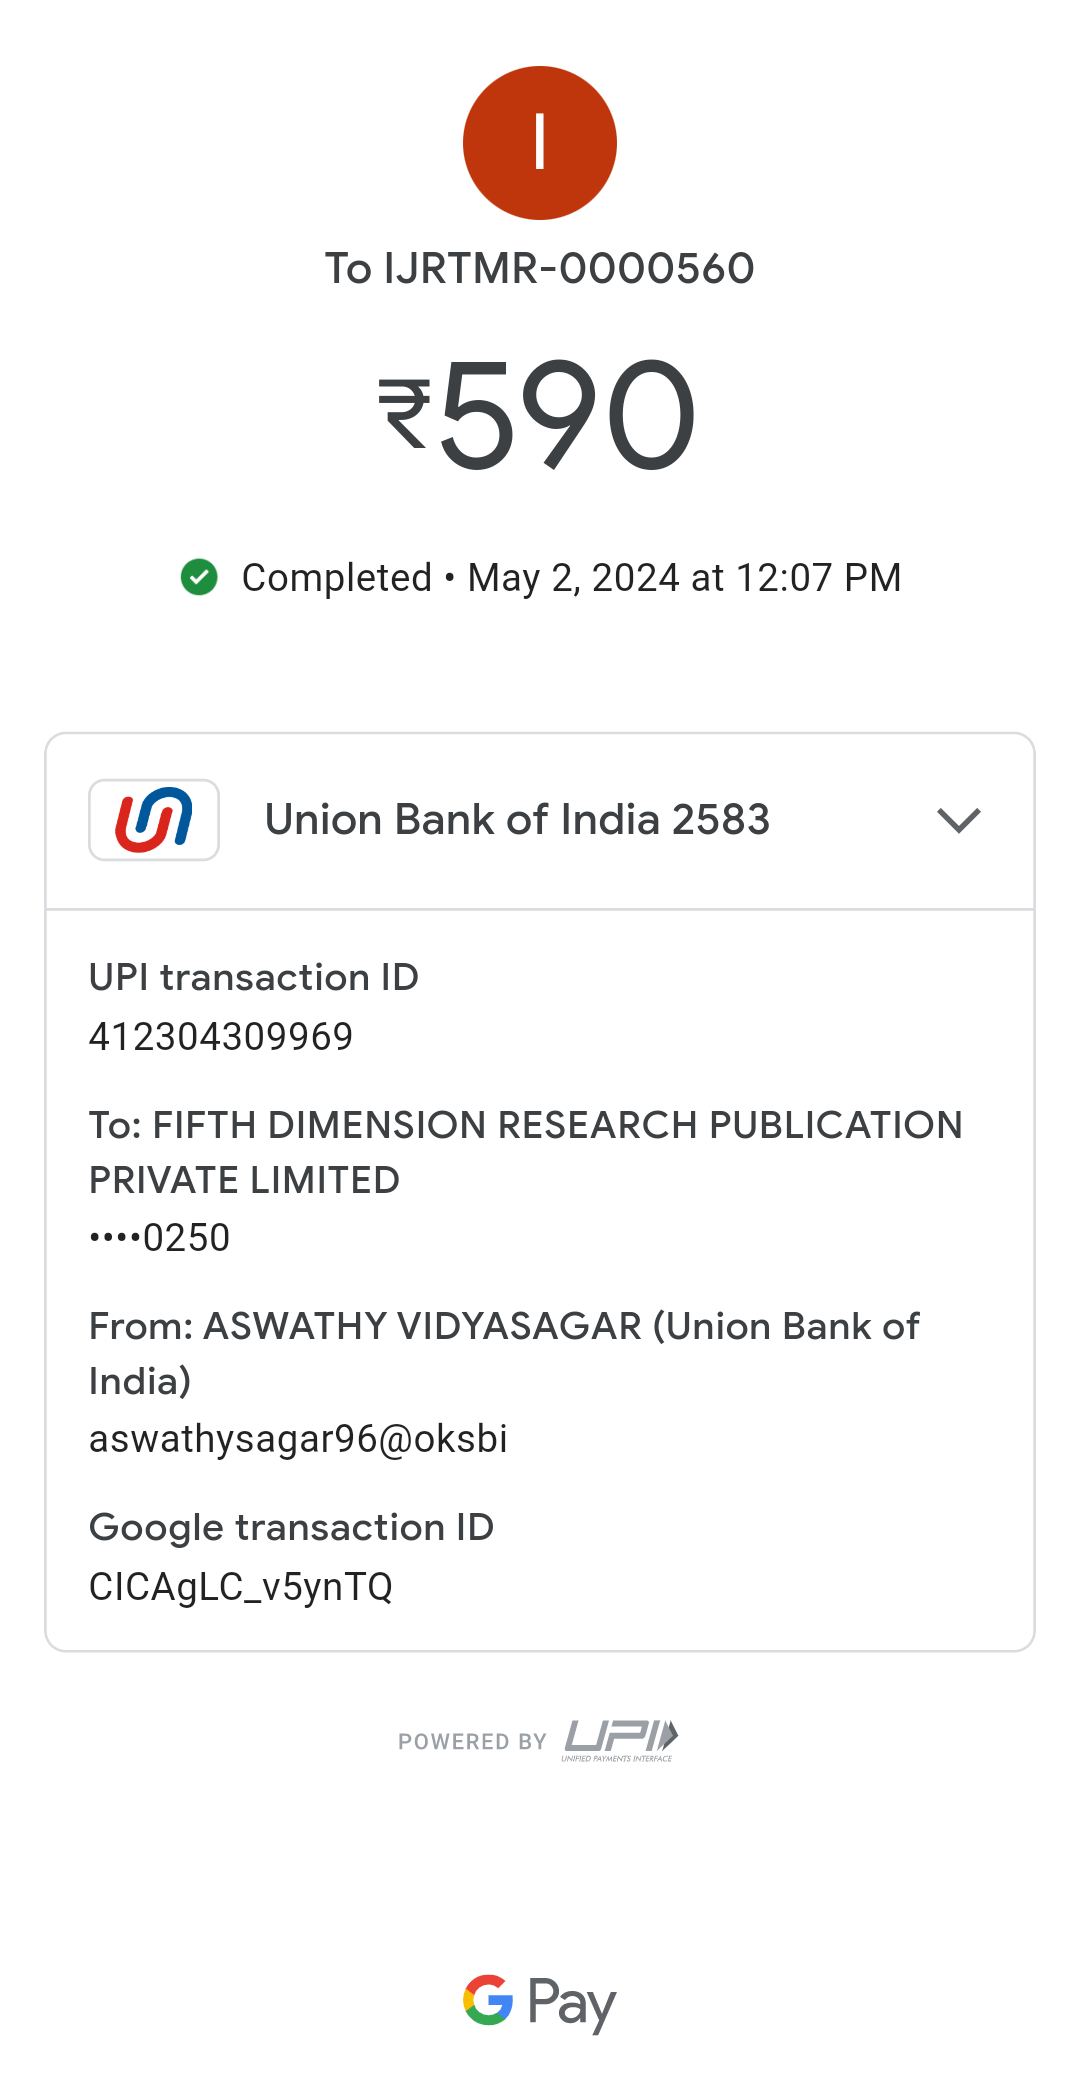 I
To IJRTMR-0000560
₹590
Completed • May 2, 2024 at 12:07 PM
Union Bank of India 2583
UPI transaction ID
412304309969
To: FIFTH DIMENSION RESEARCH PUBLICATION
PRIVATE LIMITED
••••0250
From: ASWATHY VIDYASAGAR (Union Bank of
India)
aswathysagar96@oksbi
Google transaction ID
CICAgLC_v5ynTQ
POWERED BY UPI
UNIFIED PAYMENTS INTERFACE
G Pay